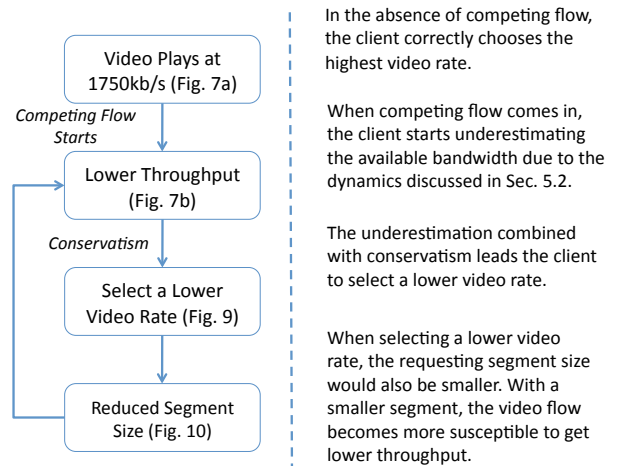 Video Plays at
1750kb/s (Fig. 7a)
Competing Flow
Starts
Lower Throughput
(Fig. 7b)
Conservatism
Select a Lower
Video Rate (Fig. 9)
Reduced Segment
Size (Fig. 10)
In the absence of competing flow,
the client correctly chooses the
highest video rate.
When competing flow comes in,
the client starts underestimating
the available bandwidth due to the
dynamics discussed in Sec. 5.2.
The underestimation combined
with conservatism leads the client
to select a lower video rate.
When selecting a lower video
rate, the requesting segment size
would also be smaller. With a
smaller segment, the video flow
becomes more susceptible to get
lower throughput.